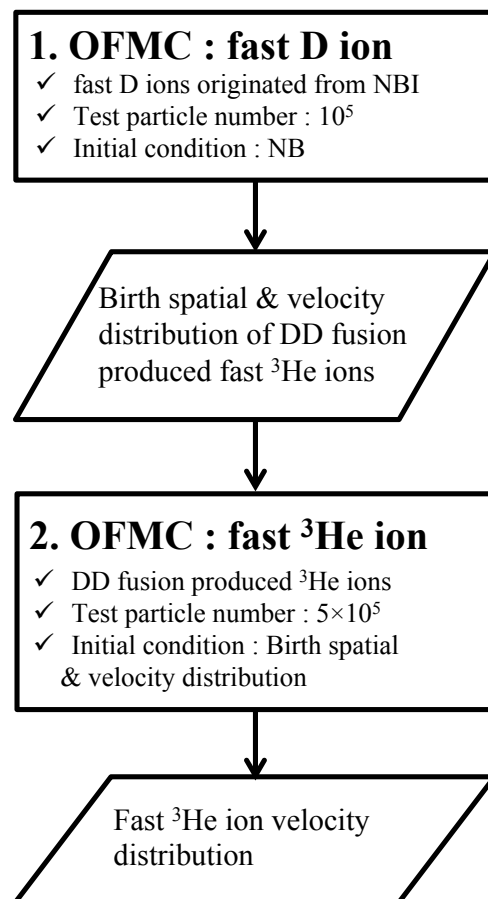 1. OFMC : fast D ion
✓ fast D ions originated from NBI
✓ Test particle number : 10⁵
✓ Initial condition : NB
Birth spatial & velocity
distribution of DD fusion
produced fast ³He ions
2. OFMC : fast ³He ion
✓ DD fusion produced ³He ions
✓ Test particle number : 5×10⁵
✓ Initial condition : Birth spatial
& velocity distribution
Fast ³He ion velocity
distribution